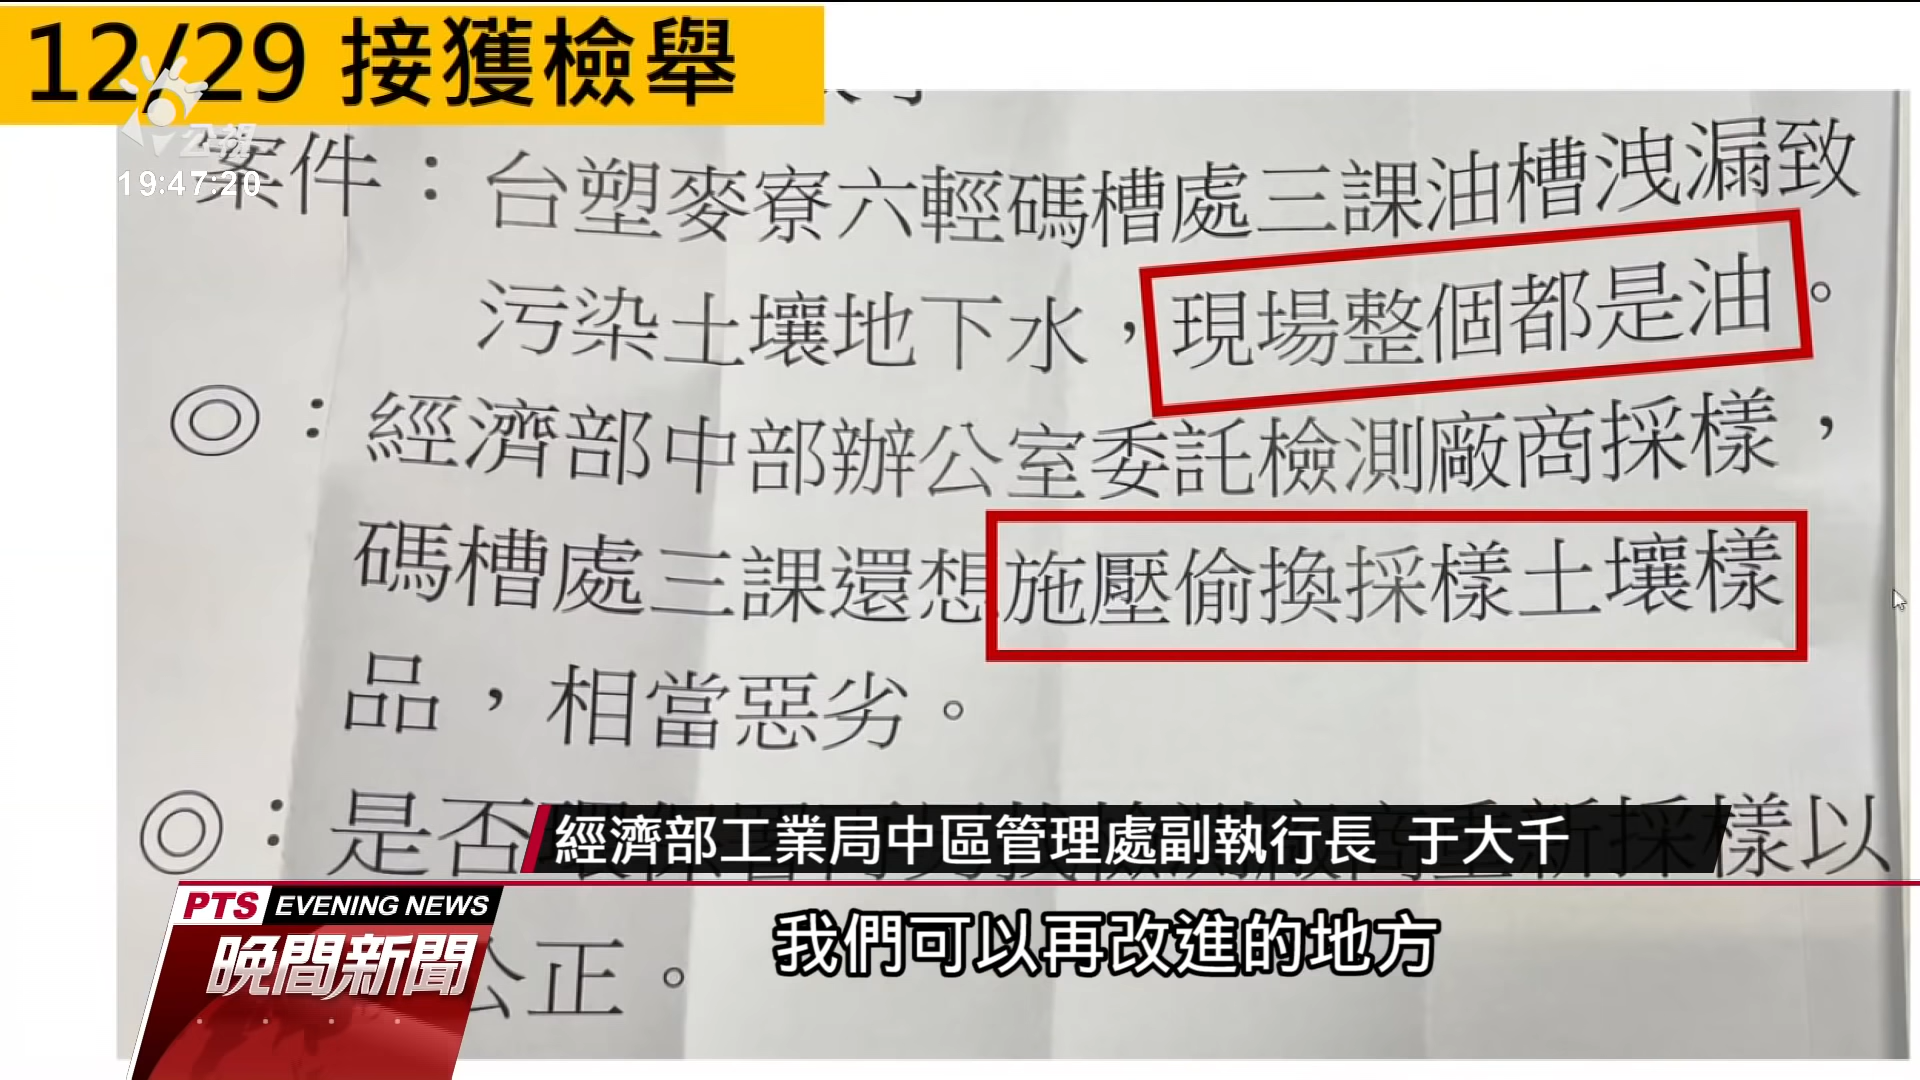 12/29 接獲檢舉
公視
19:47:20
案件：台塑麥寮六輕碼槽處三課油槽洩漏致
污染土壤地下水，現場整個都是油。
◎：經濟部中部辦公室委託檢測廠商採樣，
碼槽處三課還想施壓偷換採樣土壤樣
品，相當惡劣。
◎：是否
採樣以
公正。
經濟部工業局中區管理處副執行長 于大千
PTS EVENING NEWS
晚間新聞
我們可以再改進的地方